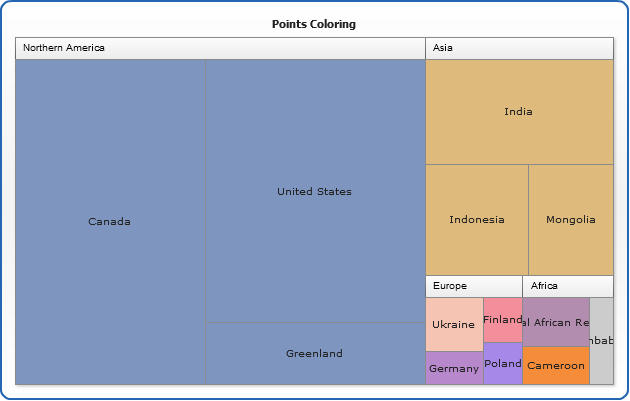 Points Coloring
Northern America
Asia
Canada
United States
Greenland
India
Indonesia
Mongolia
Europe
Africa
Ukraine
Finland
Germany
Poland
al African Re
Cameroon
nbab